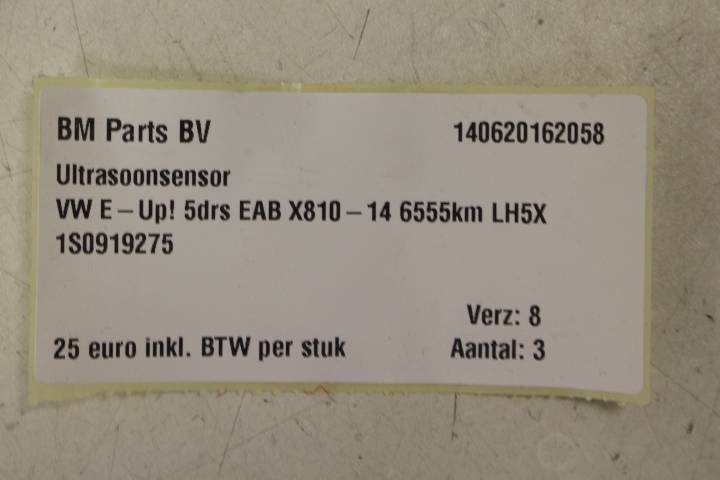 BM Parts BV 140620162058
Ultrasoonsensor
VW E-Up! 5drs EAB X810-14 6555km LH5X
1S0919275
Verz: 8
25 euro inkl. BTW per stuk Aantal: 3